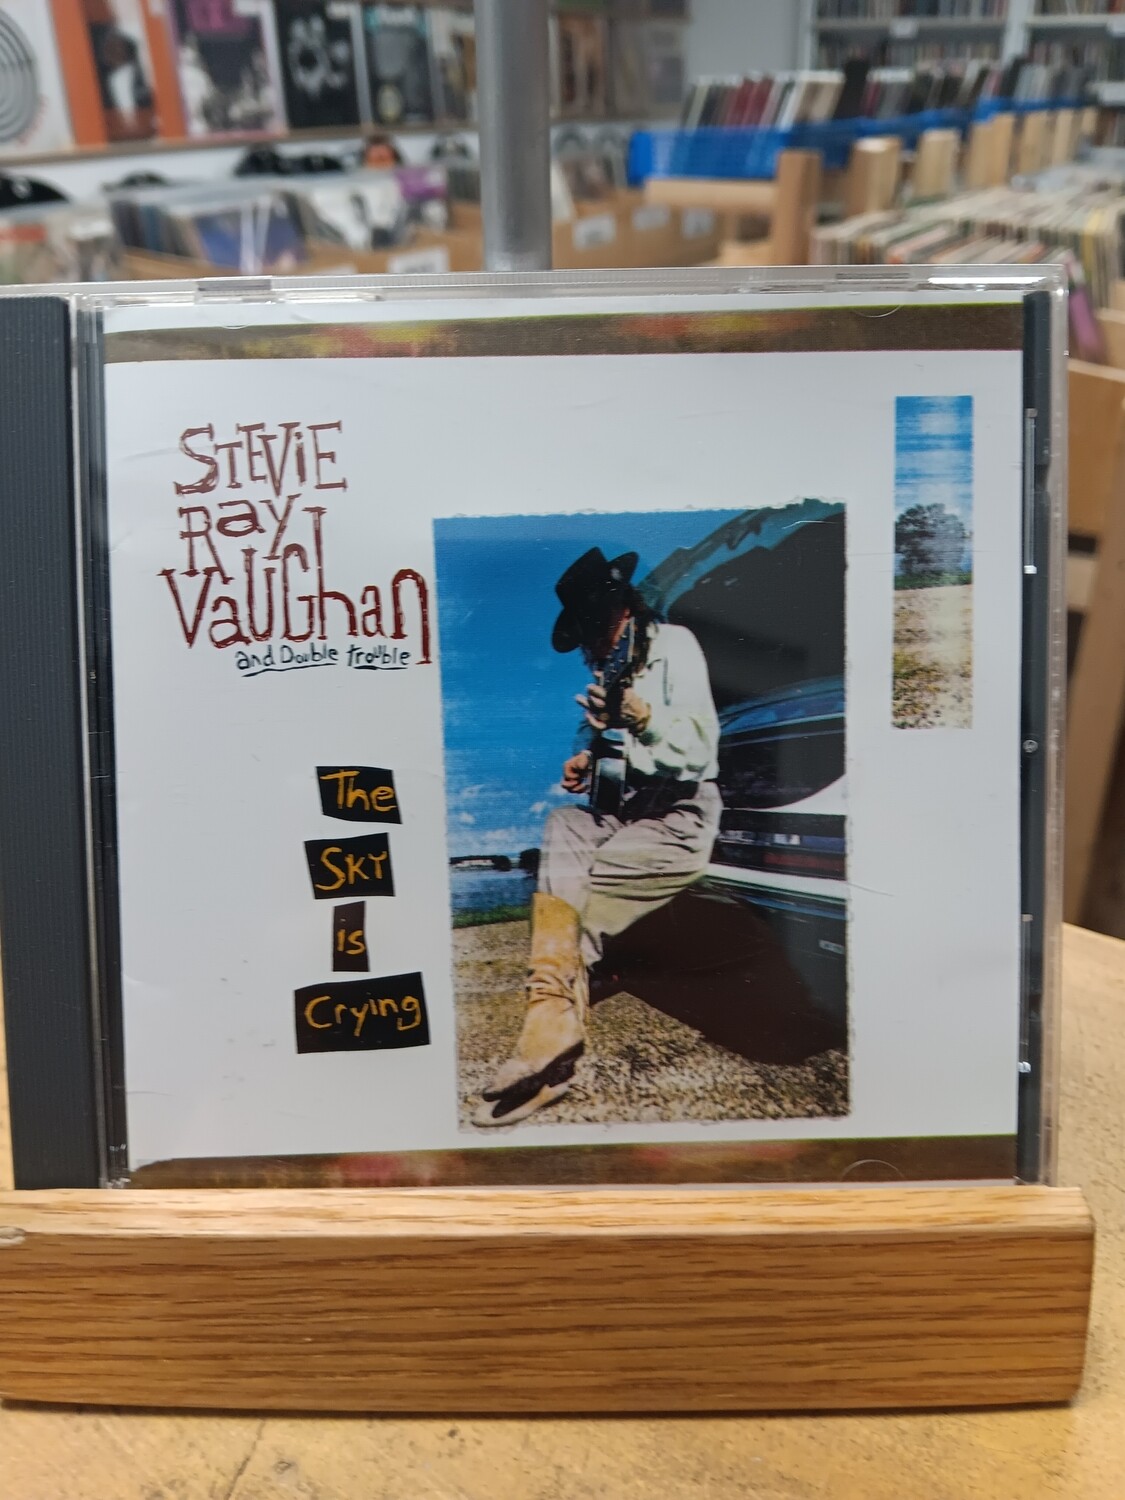 STEVIE
RAY
VAUGhan
and Double trouble
The
SKY
is
Crying